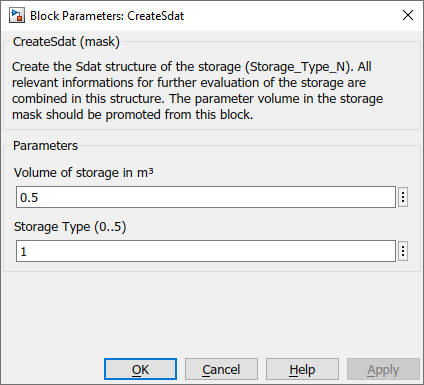 Block Parameters: CreateSdat
CreateSdat (mask)
Create the Sdat structure of the storage (Storage_Type_N). All
relevant informations for further evaluation of the storage are
combined in this structure. The parameter volume in the storage
mask should be promoted from this block.
Parameters
Volume of storage in m³
0.5
Storage Type (0..5)
1
OK Cancel Help Apply